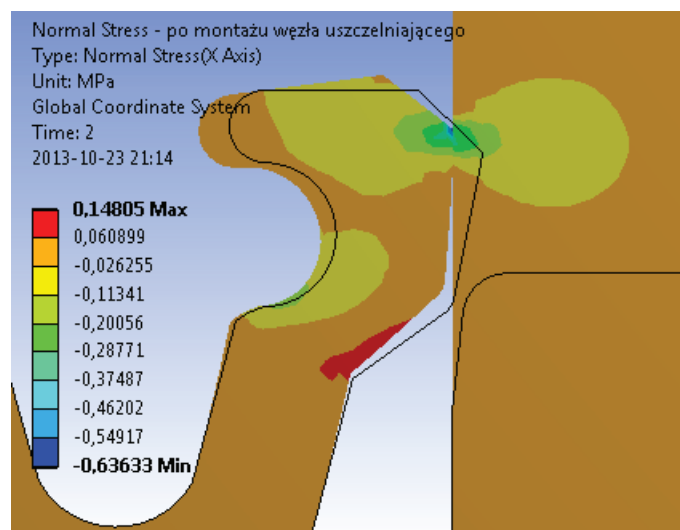 Normal Stress - po montażu węzła uszczelniającego
Type: Normal Stress(X Axis)
Unit: MPa
Global Coordinate System
Time: 2
2013-10-23 21:14
0,14805 Max
0,060899
-0,026255
-0,11341
-0,20056
-0,28771
-0,37487
-0,46202
-0,54917
-0,63633 Min